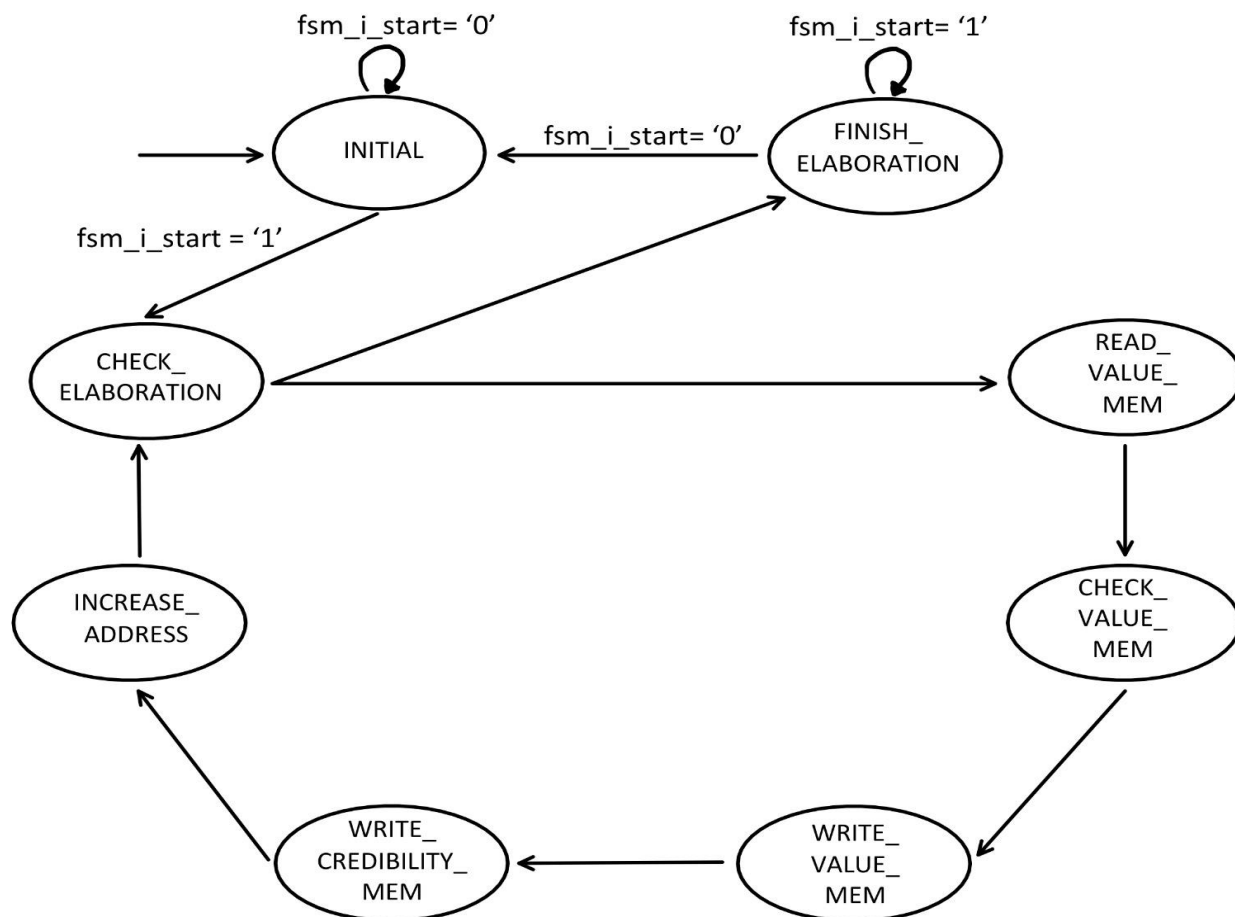 fsm_i_start= ‘0’
fsm_i_start= ‘1’
INITIAL
fsm_i_start= ‘0’
FINISH_
ELABORATION
fsm_i_start = ‘1’
CHECK_
ELABORATION
READ_
VALUE_
MEM
INCREASE_
ADDRESS
CHECK_
VALUE_
MEM
WRITE_
CREDIBILITY_
MEM
WRITE_
VALUE_
MEM